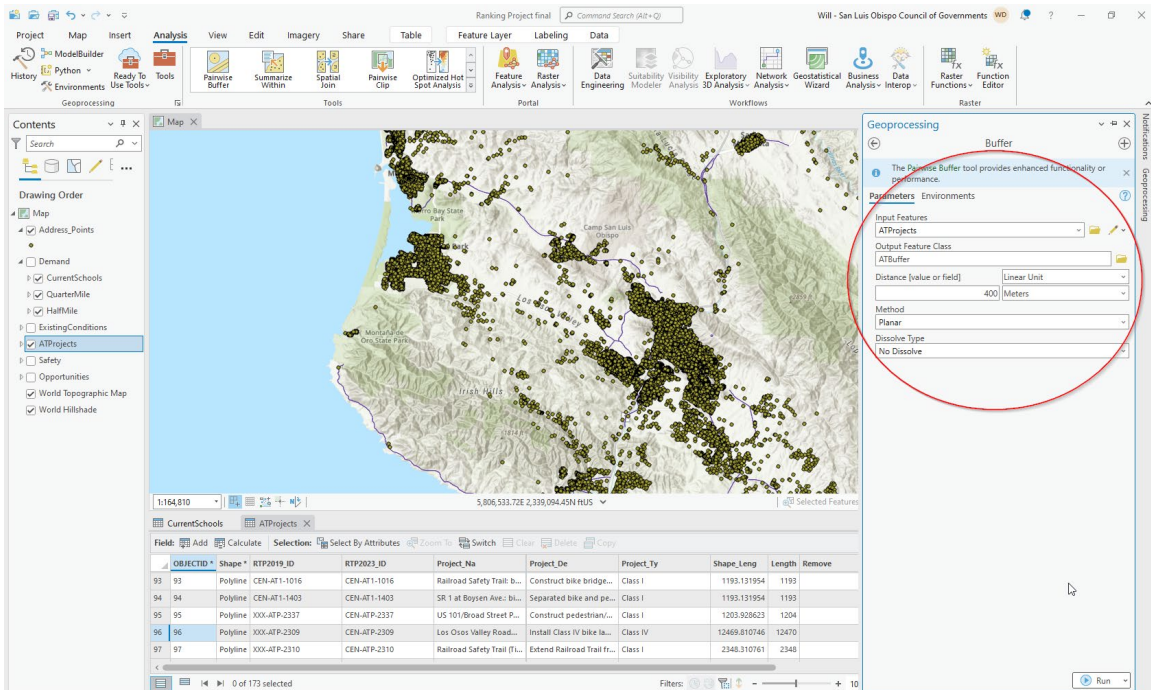 Ranking Project final
Command Search (Alt+Q)
Will - San Luis Obispo Council of Governments
WD
?
Project Map Insert Analysis View Edit Imagery Share Table Feature Layer Labeling Data
History
ModelBuilder
Python
Environments
Ready To Use Tools
Tools
Pairwise Buffer
Summarize Within
Spatial Join
Pairwise Clip
Optimized Hot Spot Analysis
Feature Analysis
Raster Analysis
Data Engineering
Suitability Modeler
Visibility Analysis
Exploratory 3D Analysis
Network Analysis
Geostatistical Wizard
Business Analysis
Data Interop
Raster Functions
Function Editor
Geoprocessing Tools Portal Workflows Raster
Contents
Search
Drawing Order
Map
Address_Points
Demand
CurrentSchools
QuarterMile
HalfMile
ExistingConditions
ATProjects
Safety
Opportunities
World Topographic Map
World Hillshade
Map
Camp San Luis
Obispo
Los Osos Valley
Montaña de
Oro State Park
Irish Hills
1:164,810
5,806,533.72E 2,339,094.45N ftUS
Selected Features
CurrentSchools ATProjects
Field: Add Calculate Selection: Select By Attributes Zoom To Switch Clear Delete Copy
OBJECTID * Shape * RTP2019_ID RTP2023_ID Project_Na Project_De Project_Ty Shape_Leng Length Remove
93 93 Polyline CEN-AT1-1016 CEN-AT1-1016 Railroad Safety Trail: b... Construct bike bridge... Class I 1193.131954 1193
94 94 Polyline CEN-AT1-1403 CEN-AT1-1403 SR 1 at Boysen Ave.: bi... Separated bike and pe... Class I 1193.131954 1193
95 95 Polyline XXX-ATP-2337 CEN-ATP-2337 US 101/Broad Street P... Construct pedestrian/... Class I 1203.928623 1204
96 96 Polyline XXX-ATP-2309 CEN-ATP-2309 Los Osos Valley Road... Install Class IV bike la... Class IV 12469.810746 12470
97 97 Polyline XXX-ATP-2310 CEN-ATP-2310 Railroad Safety Trail (Ti... Extend Railroad Trail fr... Class I 2348.310761 2348
0 of 173 selected
Filters:
Geoprocessing
Buffer
The Pairwise Buffer tool provides enhanced functionality or
performance.
Parameters Environments
Input Features
ATProjects
Output Feature Class
ATBuffer
Distance [value or field] Linear Unit
400 Meters
Method
Planar
Dissolve Type
No Dissolve
Run
Notifications
Geoprocessing